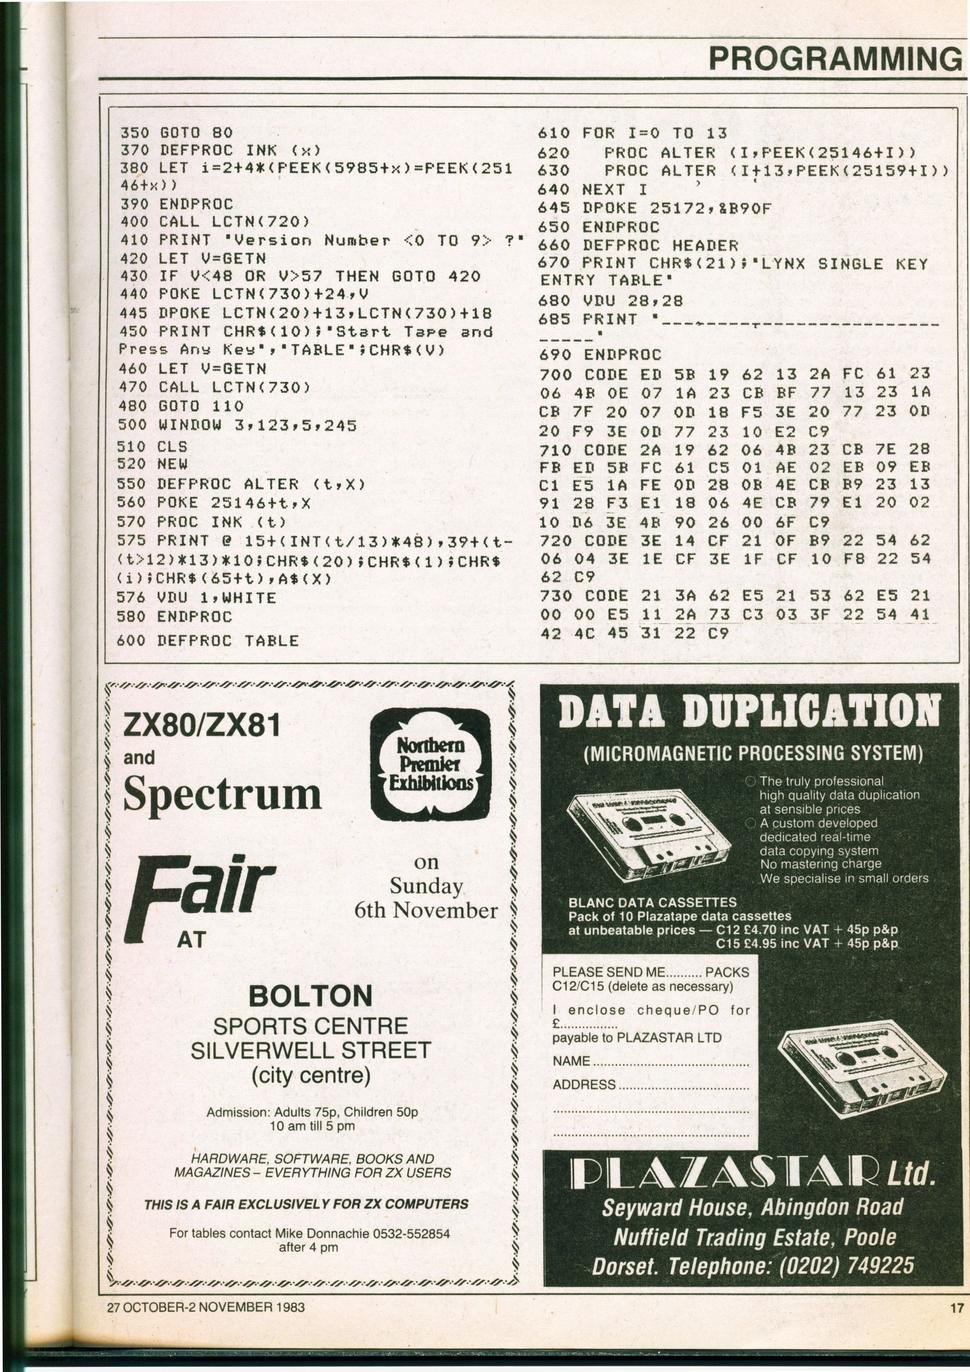 PROGRAMMING
350 GOTO 80
370 DEFPROC INK (x)
380 LET i=2+4*(PEEK(5985+x)=PEEK(251
46+x))
390 ENDPROC
400 CALL LCTN(720)
410 PRINT "Version Number <0 TO 9> ?"
420 LET V=GETN
430 IF V<48 OR V>57 THEN GOTO 420
440 POKE LCTN(730)+24,V
445 DPOKE LCTN(20)+13,LCTN(730)+18
450 PRINT CHR$(10);"Start Tape and
Press Any Key","TABLE";CHR$(V)
460 LET V=GETN
470 CALL LCTN(730)
480 GOTO 110
500 WINDOW 3,123,5,245
510 CLS
520 NEW
550 DEFPROC ALTER (t,X)
560 POKE 25146+t,X
570 PROC INK (t)
575 PRINT @ 15+(INT(t/13)*48),39+(t-
(t>12)*13)*10;CHR$(20);CHR$(1);CHR$
(i);CHR$(65+t),A$(X)
576 VDU 1,WHITE
580 ENDPROC
600 DEFPROC TABLE
610 FOR I=0 TO 13
620   PROC ALTER (I,PEEK(25146+I))
630   PROC ALTER (I+13,PEEK(25159+I))
640 NEXT I
645 DPOKE 25172,&B90F
650 ENDPROC
660 DEFPROC HEADER
670 PRINT CHR$(21);"LYNX SINGLE KEY
ENTRY TABLE"
680 VDU 28,28
685 PRINT "___________________________
_____"
690 ENDPROC
700 CODE ED 5B 19 62 13 2A FC 61 23
06 4B 0E 07 1A 23 CB BF 77 13 23 1A
CB 7F 20 07 0D 18 F5 3E 20 77 23 0D
20 F9 3E 0D 77 23 10 E2 C9
710 CODE 2A 19 62 06 4B 23 CB 7E 28
FB ED 5B FC 61 C5 01 AE 02 EB 09 EB
C1 E5 1A FE 0D 28 0B 4E CB B9 23 13
91 28 F3 E1 18 06 4E CB 79 E1 20 02
10 D6 3E 4B 90 26 00 6F C9
720 CODE 3E 14 CF 21 0F B9 22 54 62
06 04 3E 1E CF 3E 1F CF 10 F8 22 54
62 C9
730 CODE 21 3A 62 E5 21 53 62 E5 21
00 00 E5 11 2A 73 C3 03 3F 22 54 41
42 4C 45 31 22 C9
ZX80/ZX81
and
Spectrum
Northern
Premier
Exhibitions
Fair
on
Sunday
6th November
AT
BOLTON
SPORTS CENTRE
SILVERWELL STREET
(city centre)
Admission: Adults 75p, Children 50p
10 am till 5 pm
HARDWARE, SOFTWARE, BOOKS AND
MAGAZINES – EVERYTHING FOR ZX USERS
THIS IS A FAIR EXCLUSIVELY FOR ZX COMPUTERS
For tables contact Mike Donnachie 0532-552854
after 4 pm
DATA DUPLICATION
(MICROMAGNETIC PROCESSING SYSTEM)
○ The truly professional
high quality data duplication
at sensible prices
○ A custom developed
dedicated real-time
data copying system
No mastering charge
We specialise in small orders
BLANC DATA CASSETTES
Pack of 10 Plazatape data cassettes
at unbeatable prices — C12 £4.70 inc VAT + 45p p&p
C15 £4.95 inc VAT + 45p p&p
PLEASE SEND ME.......... PACKS
C12/C15 (delete as necessary)
I enclose cheque/PO for
£...............
payable to PLAZASTAR LTD
NAME........................................
ADDRESS..................................
PLAZASTAR Ltd.
Seyward House, Abingdon Road
Nuffield Trading Estate, Poole
Dorset. Telephone: (0202) 749225
27 OCTOBER-2 NOVEMBER 1983
17